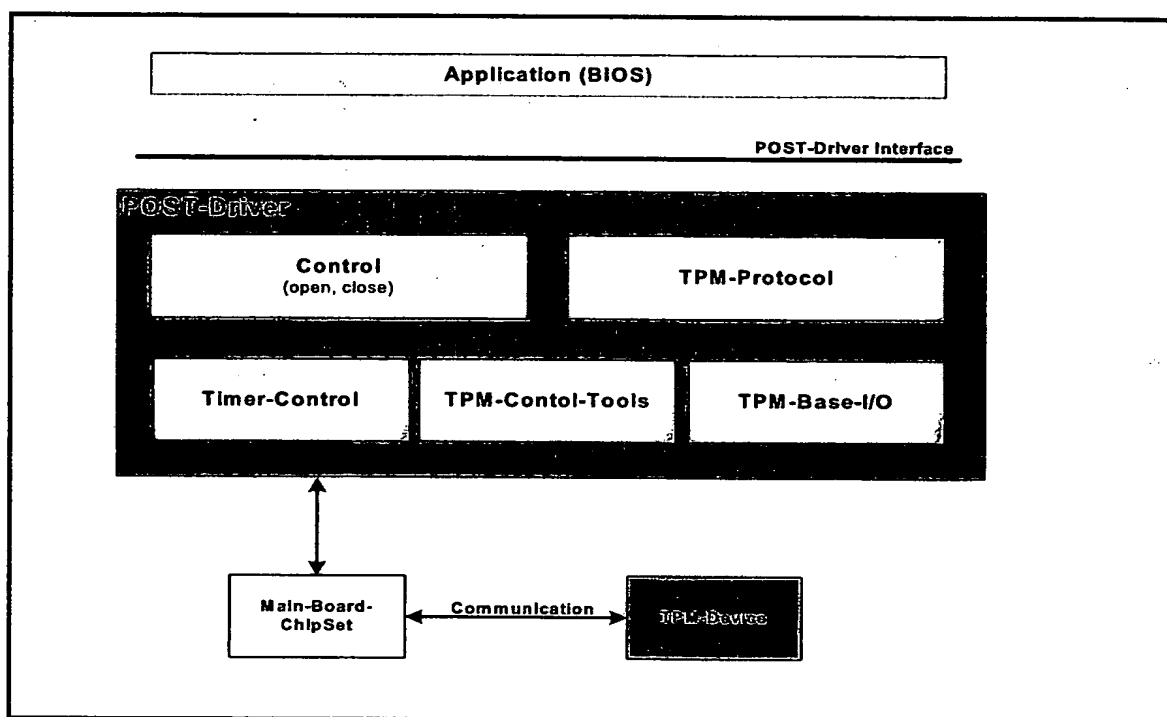 Application (BIOS)
POST-Driver Interface
POST-Driver
Control
(open, close)
TPM-Protocol
Timer-Control
TPM-Contol-Tools
TPM-Base-I/O
Main-Board-
ChipSet
Communication
TPM-Device